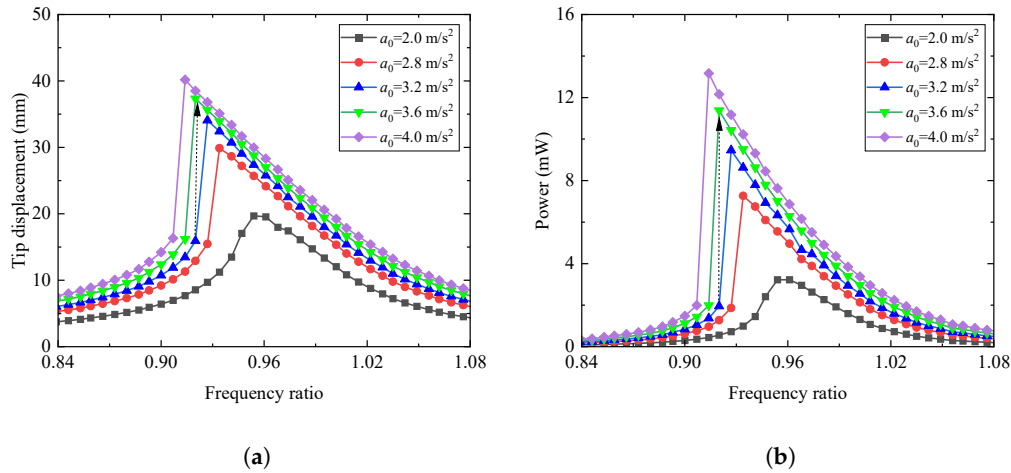 50
40
30
20
10
0
Tip displacement (mm)
a₀=2.0 m/s²
a₀=2.8 m/s²
a₀=3.2 m/s²
a₀=3.6 m/s²
a₀=4.0 m/s²
0.84 0.90 0.96 1.02 1.08
Frequency ratio
(a)
16
12
8
4
0
Power (mW)
a₀=2.0 m/s²
a₀=2.8 m/s²
a₀=3.2 m/s²
a₀=3.6 m/s²
a₀=4.0 m/s²
0.84 0.90 0.96 1.02 1.08
Frequency ratio
(b)